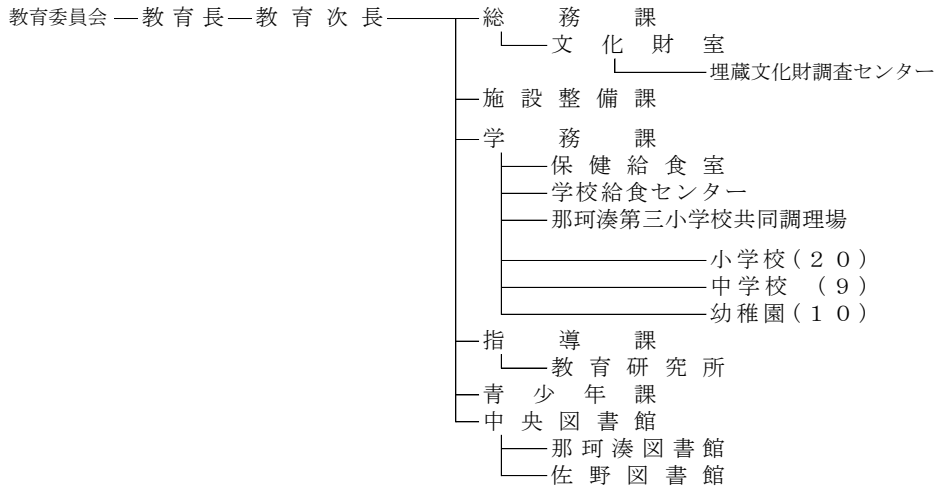 教育委員会 教育長 教育次長 総務課
文化財室
埋蔵文化財調査センター
施設整備課
学務課
保健給食室
学校給食センター
那珂湊第三小学校共同調理場
小学校(20)
中学校 (9)
幼稚園(10)
指導課
教育研究所
青少年課
中央図書館
那珂湊図書館
佐野図書館